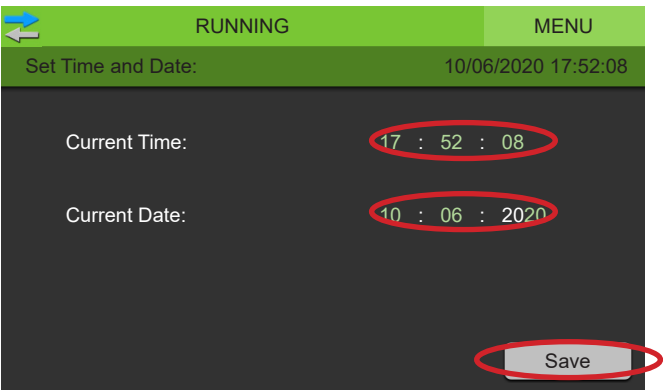 RUNNING MENU
Set Time and Date: 10/06/2020 17:52:08
Current Time: 17 : 52 : 08
Current Date: 10 : 06 : 2020
Save